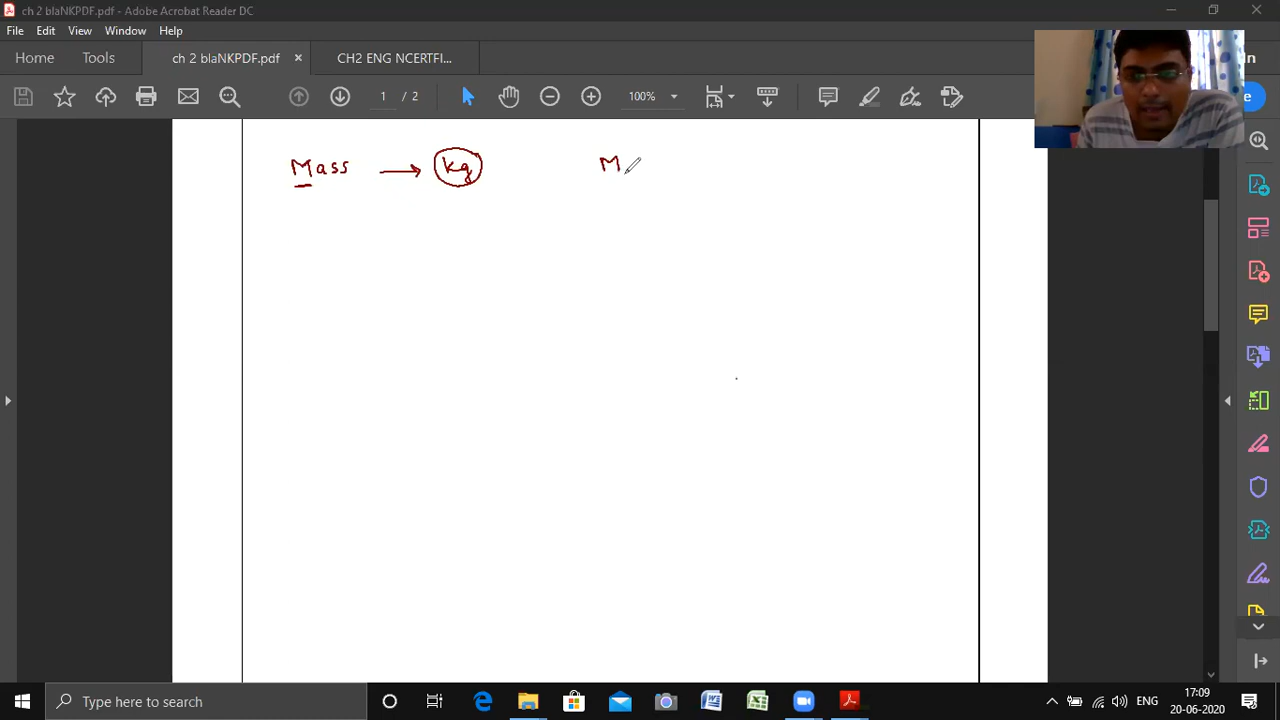 ch 2 blaNKPDF.pdf - Adobe Acrobat Reader DC
File Edit View Window Help
Home Tools ch 2 blaNKPDF.pdf × CH2 ENG NCERTFI... In
1 / 2 100%
Mass → kg M
Type here to search
ENG 17:09
20-06-2020